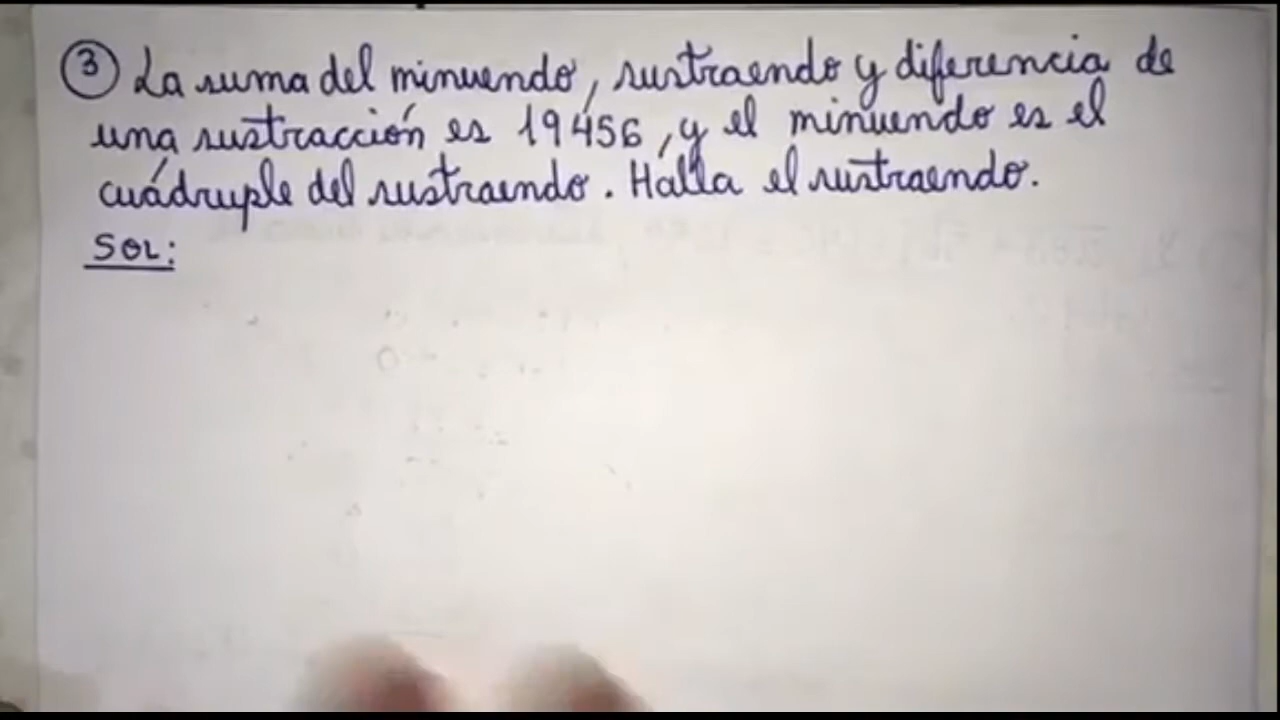 3 La suma del minuendo, sustraendo y diferencia de
una sustracción es 19456, y el minuendo es el
cuádruple del sustraendo. Halla el sustraendo.
Sol: